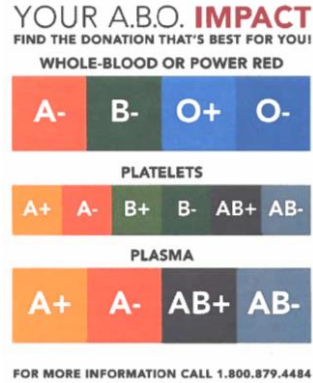 YOUR A.B.O. IMPACT
FIND THE DONATION THAT'S BEST FOR YOU!
WHOLE-BLOOD OR POWER RED
A- B- O+ O-
PLATELETS
A+ A- B+ B- AB+ AB-
PLASMA
A+ A- AB+ AB-
FOR MORE INFORMATION CALL 1.800.879.4484